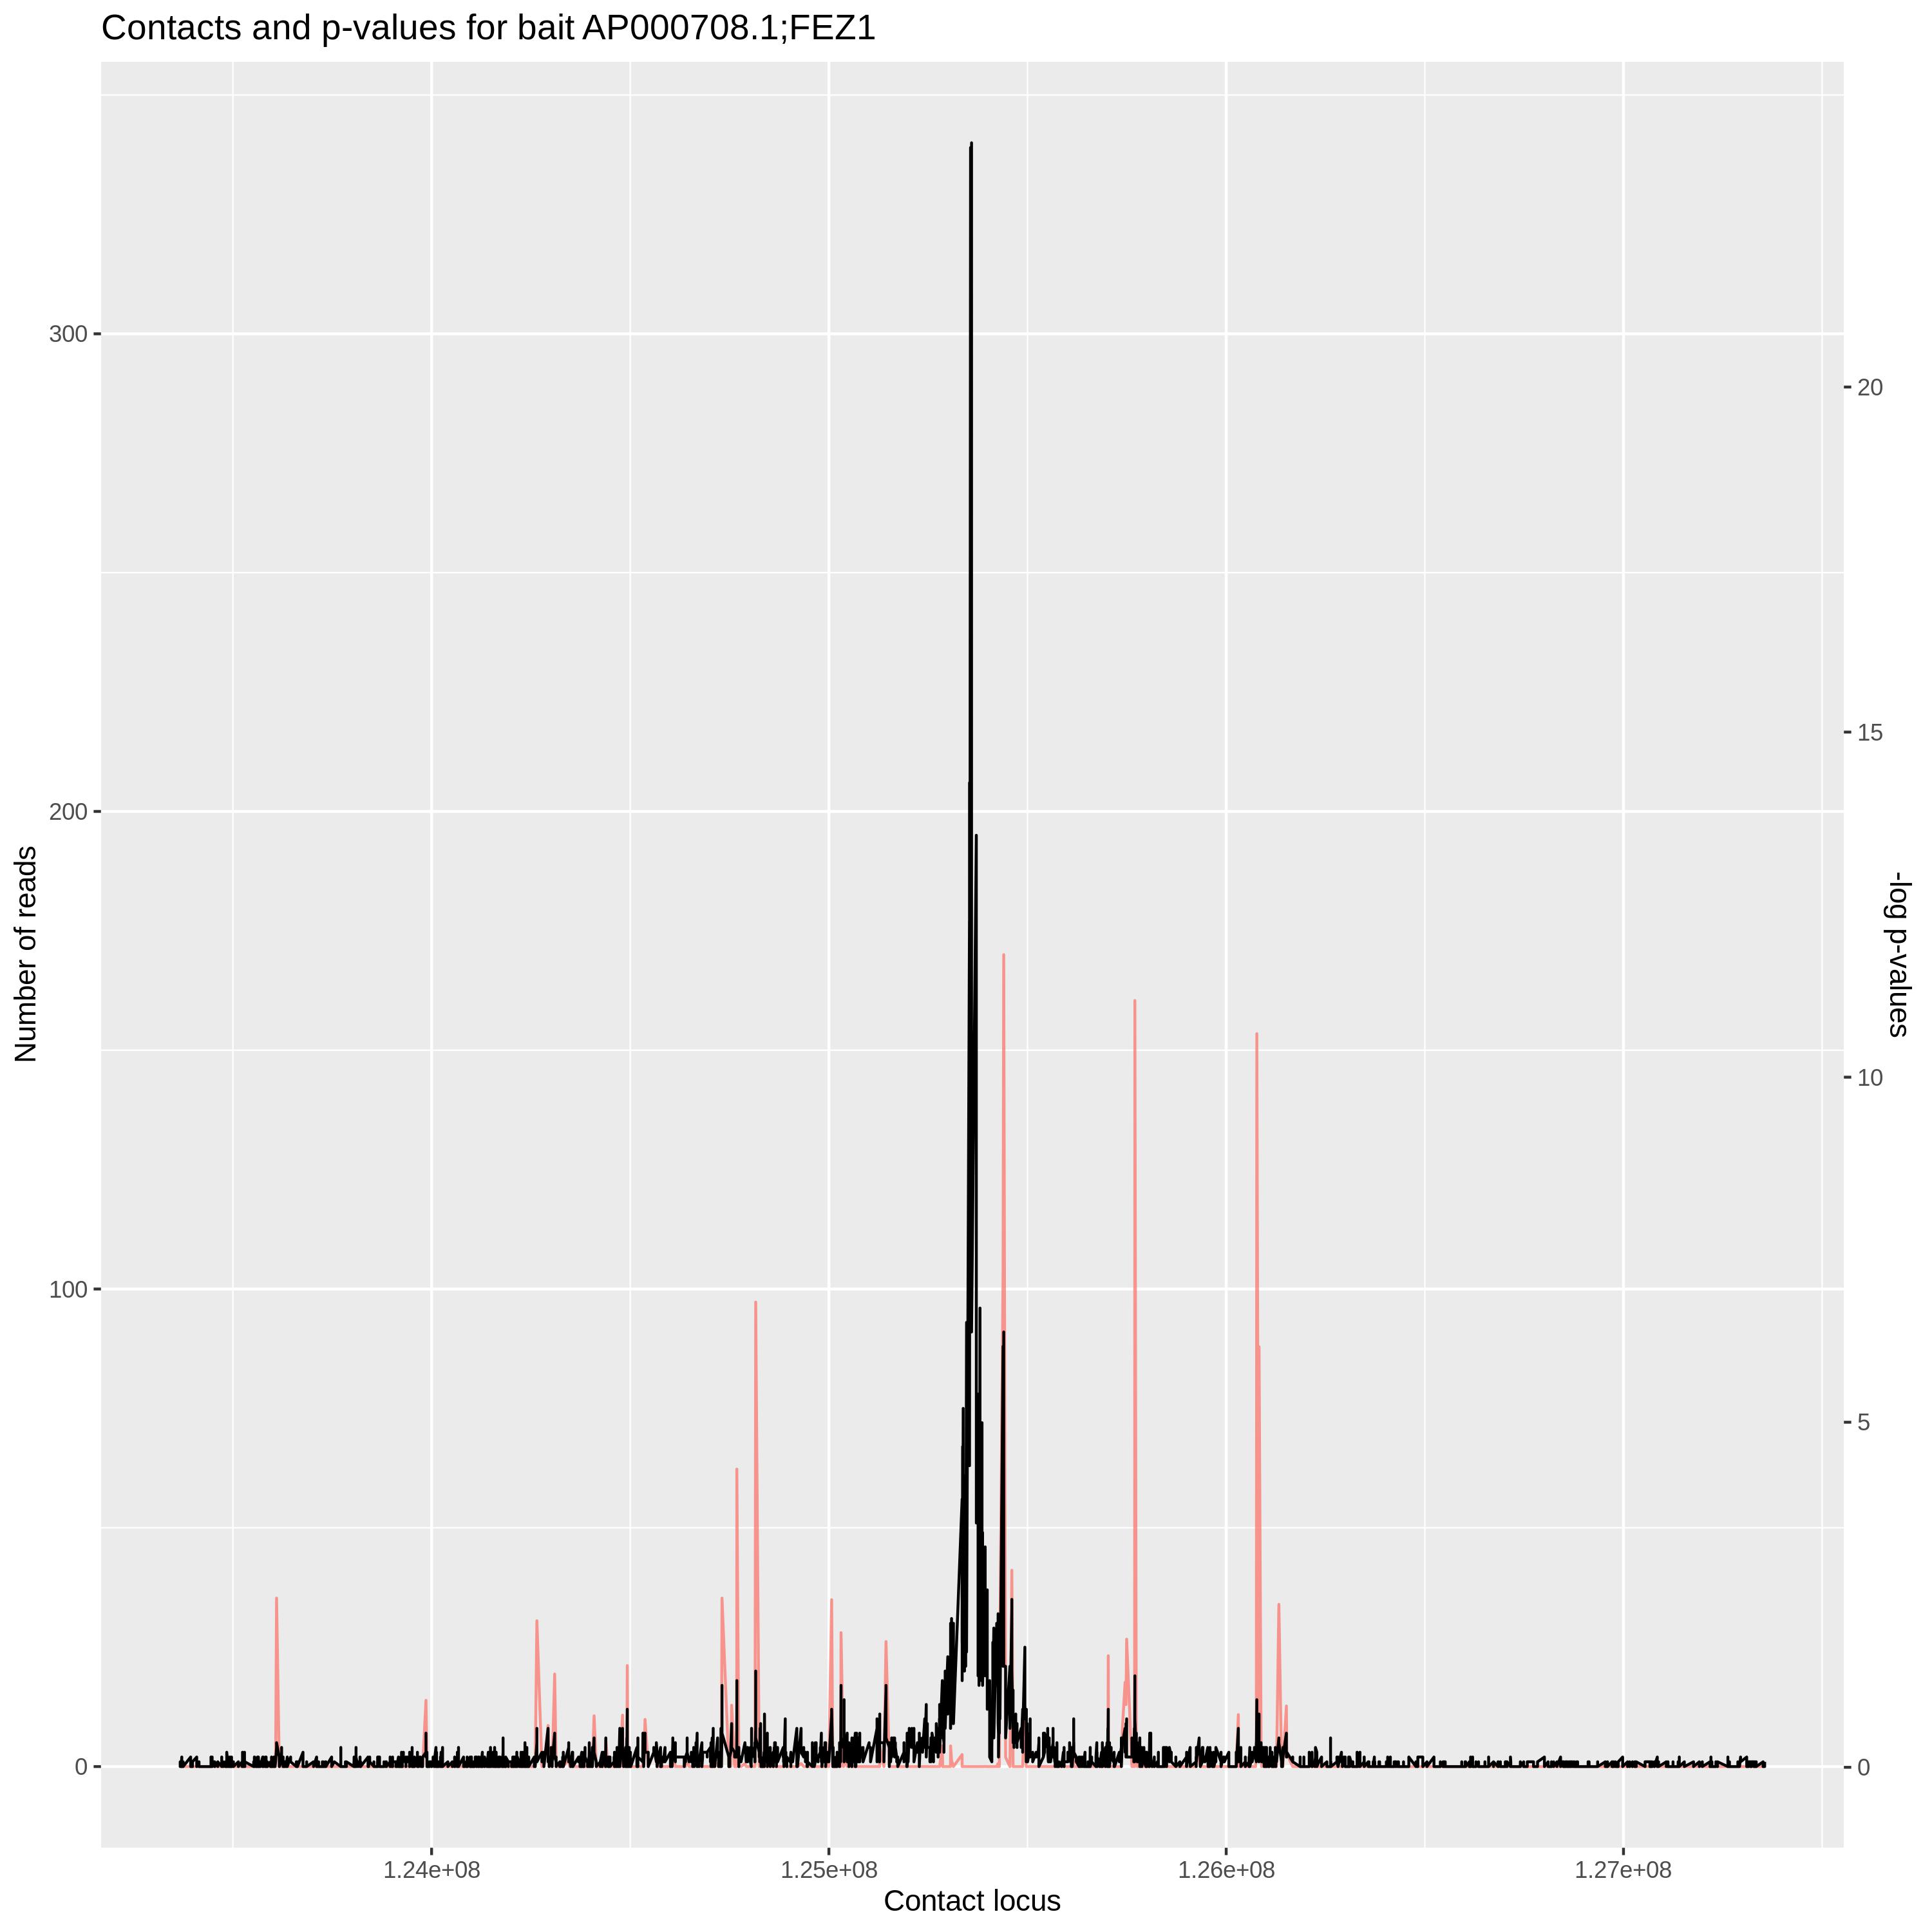 Contacts and p-values for bait AP000708.1;FEZ1
300
200
100
0
Number of reads
20
15
10
5
0
-log p-values
1.24e+08
1.25e+08
1.26e+08
1.27e+08
Contact locus